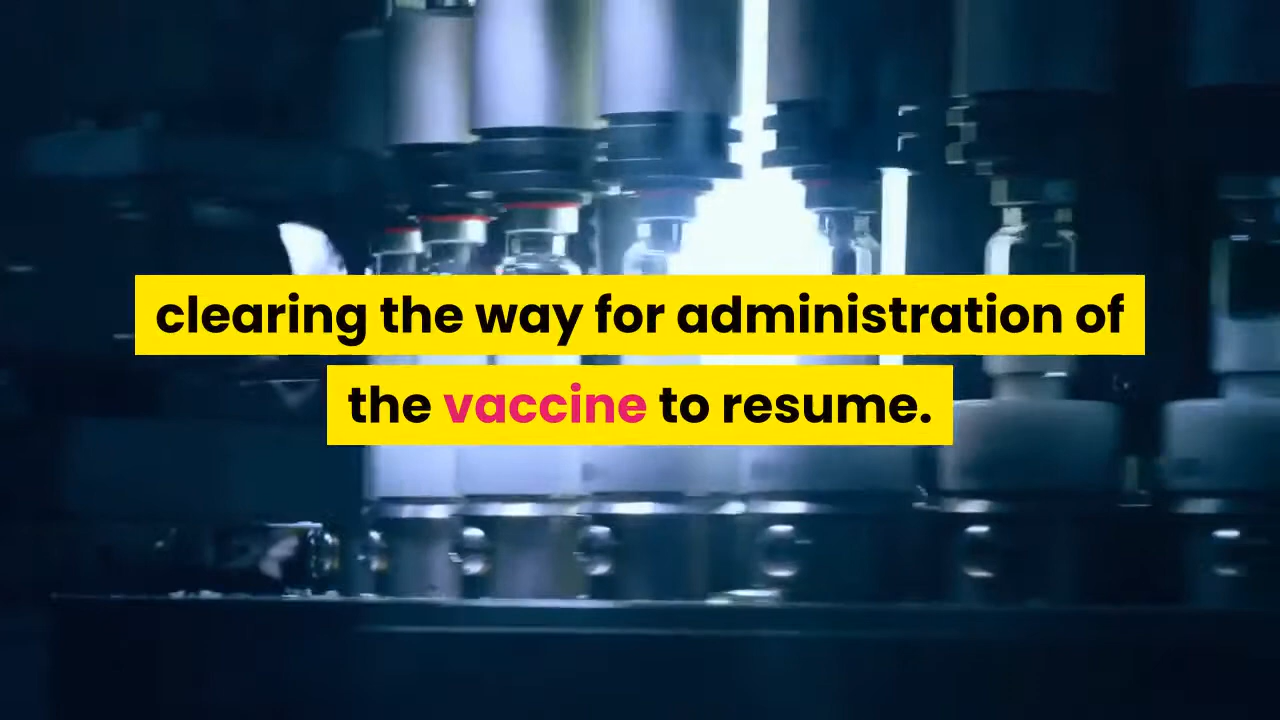 clearing the way for administration of
the vaccine to resume.